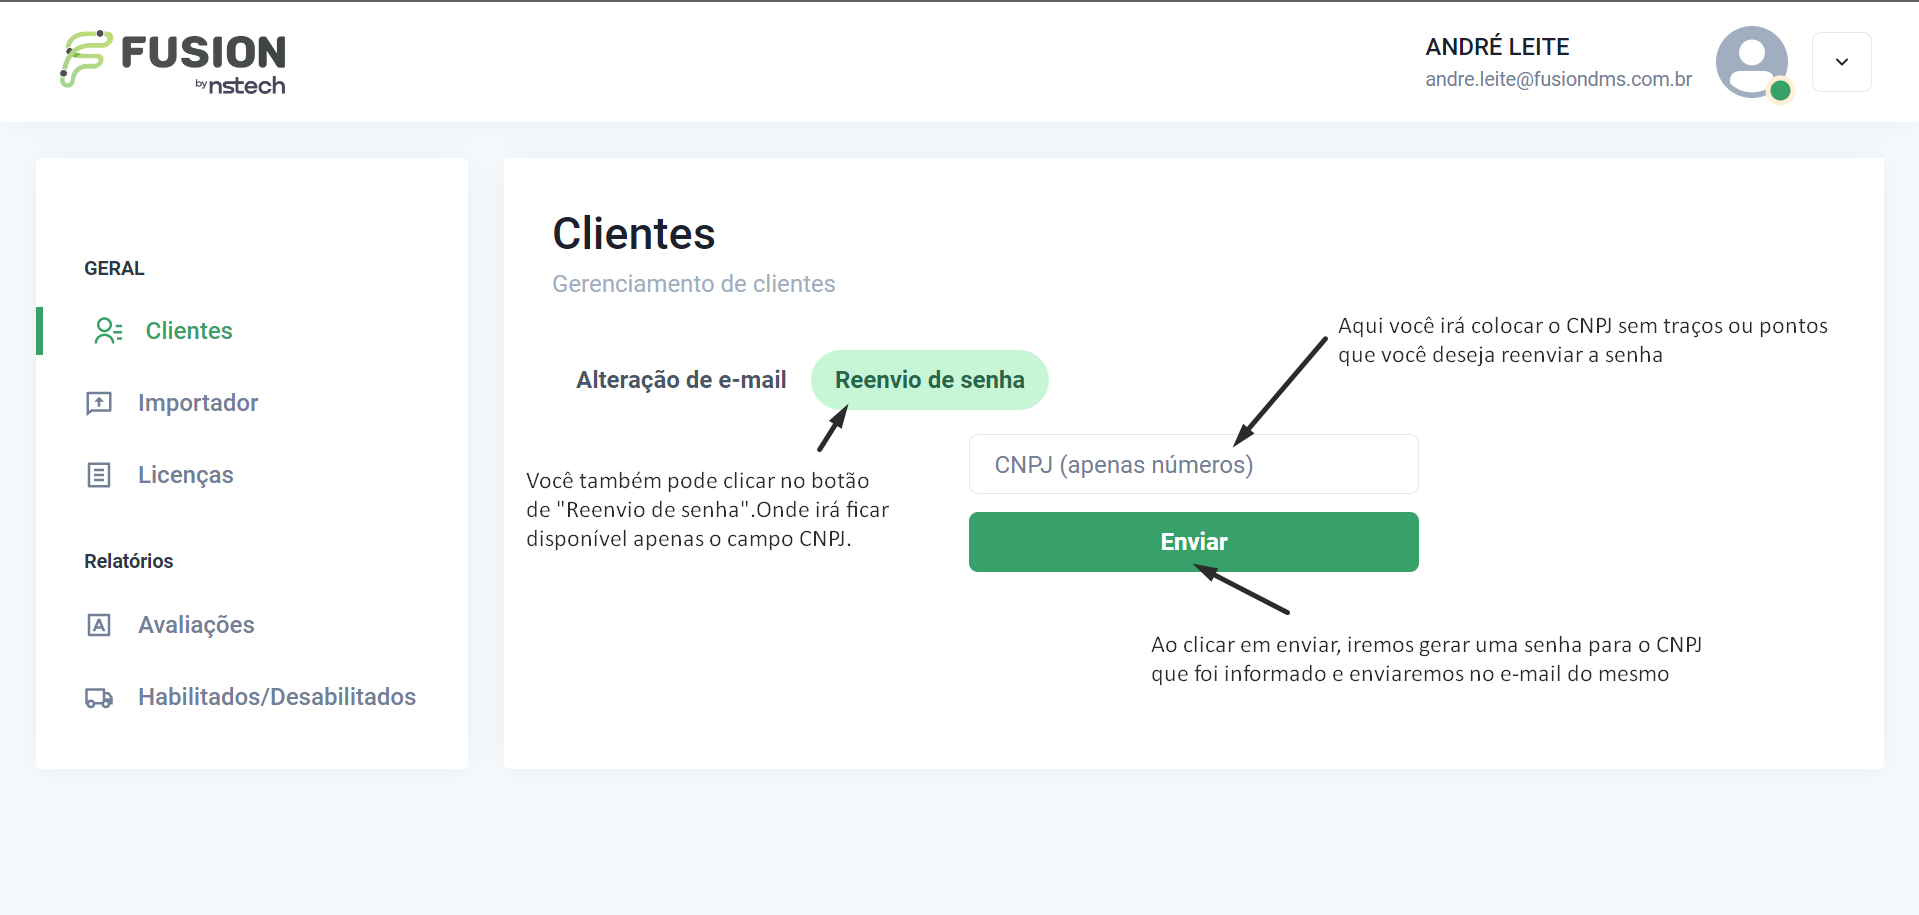 FUSION
by nstech
ANDRÉ LEITE
andre.leite@fusiondms.com.br
GERAL
Clientes
Importador
Licenças
Relatórios
Avaliações
Habilitados/Desabilitados
Clientes
Gerenciamento de clientes
Alteração de e-mail
Reenvio de senha
Aqui você irá colocar o CNPJ sem traços ou pontos
que você deseja reenviar a senha
Você também pode clicar no botão
de "Reenvio de senha".Onde irá ficar
disponível apenas o campo CNPJ.
CNPJ (apenas números)
Enviar
Ao clicar em enviar, iremos gerar uma senha para o CNPJ
que foi informado e enviaremos no e-mail do mesmo